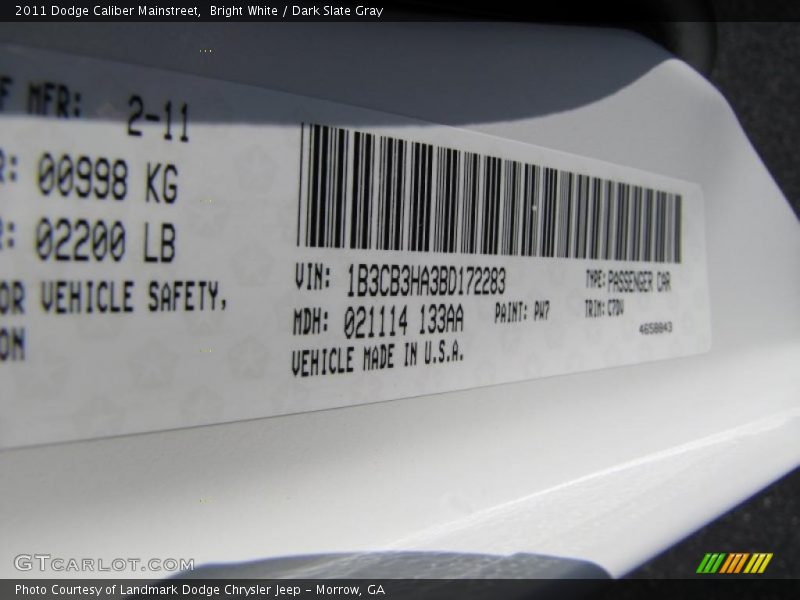 2011 Dodge Caliber Mainstreet, Bright White / Dark Slate Gray
F MFR: 2-11
R: 00998 KG
R: 02200 LB
OR VEHICLE SAFETY,
ON
VIN: 1B3CB3HA3BD172283 TYPE: PASSENGER CAR
MDH: 021114 133AA PAINT: PW7 TRIM: C7DV
4658843
VEHICLE MADE IN U.S.A.
GTCARLOT.COM
Photo Courtesy of Landmark Dodge Chrysler Jeep - Morrow, GA